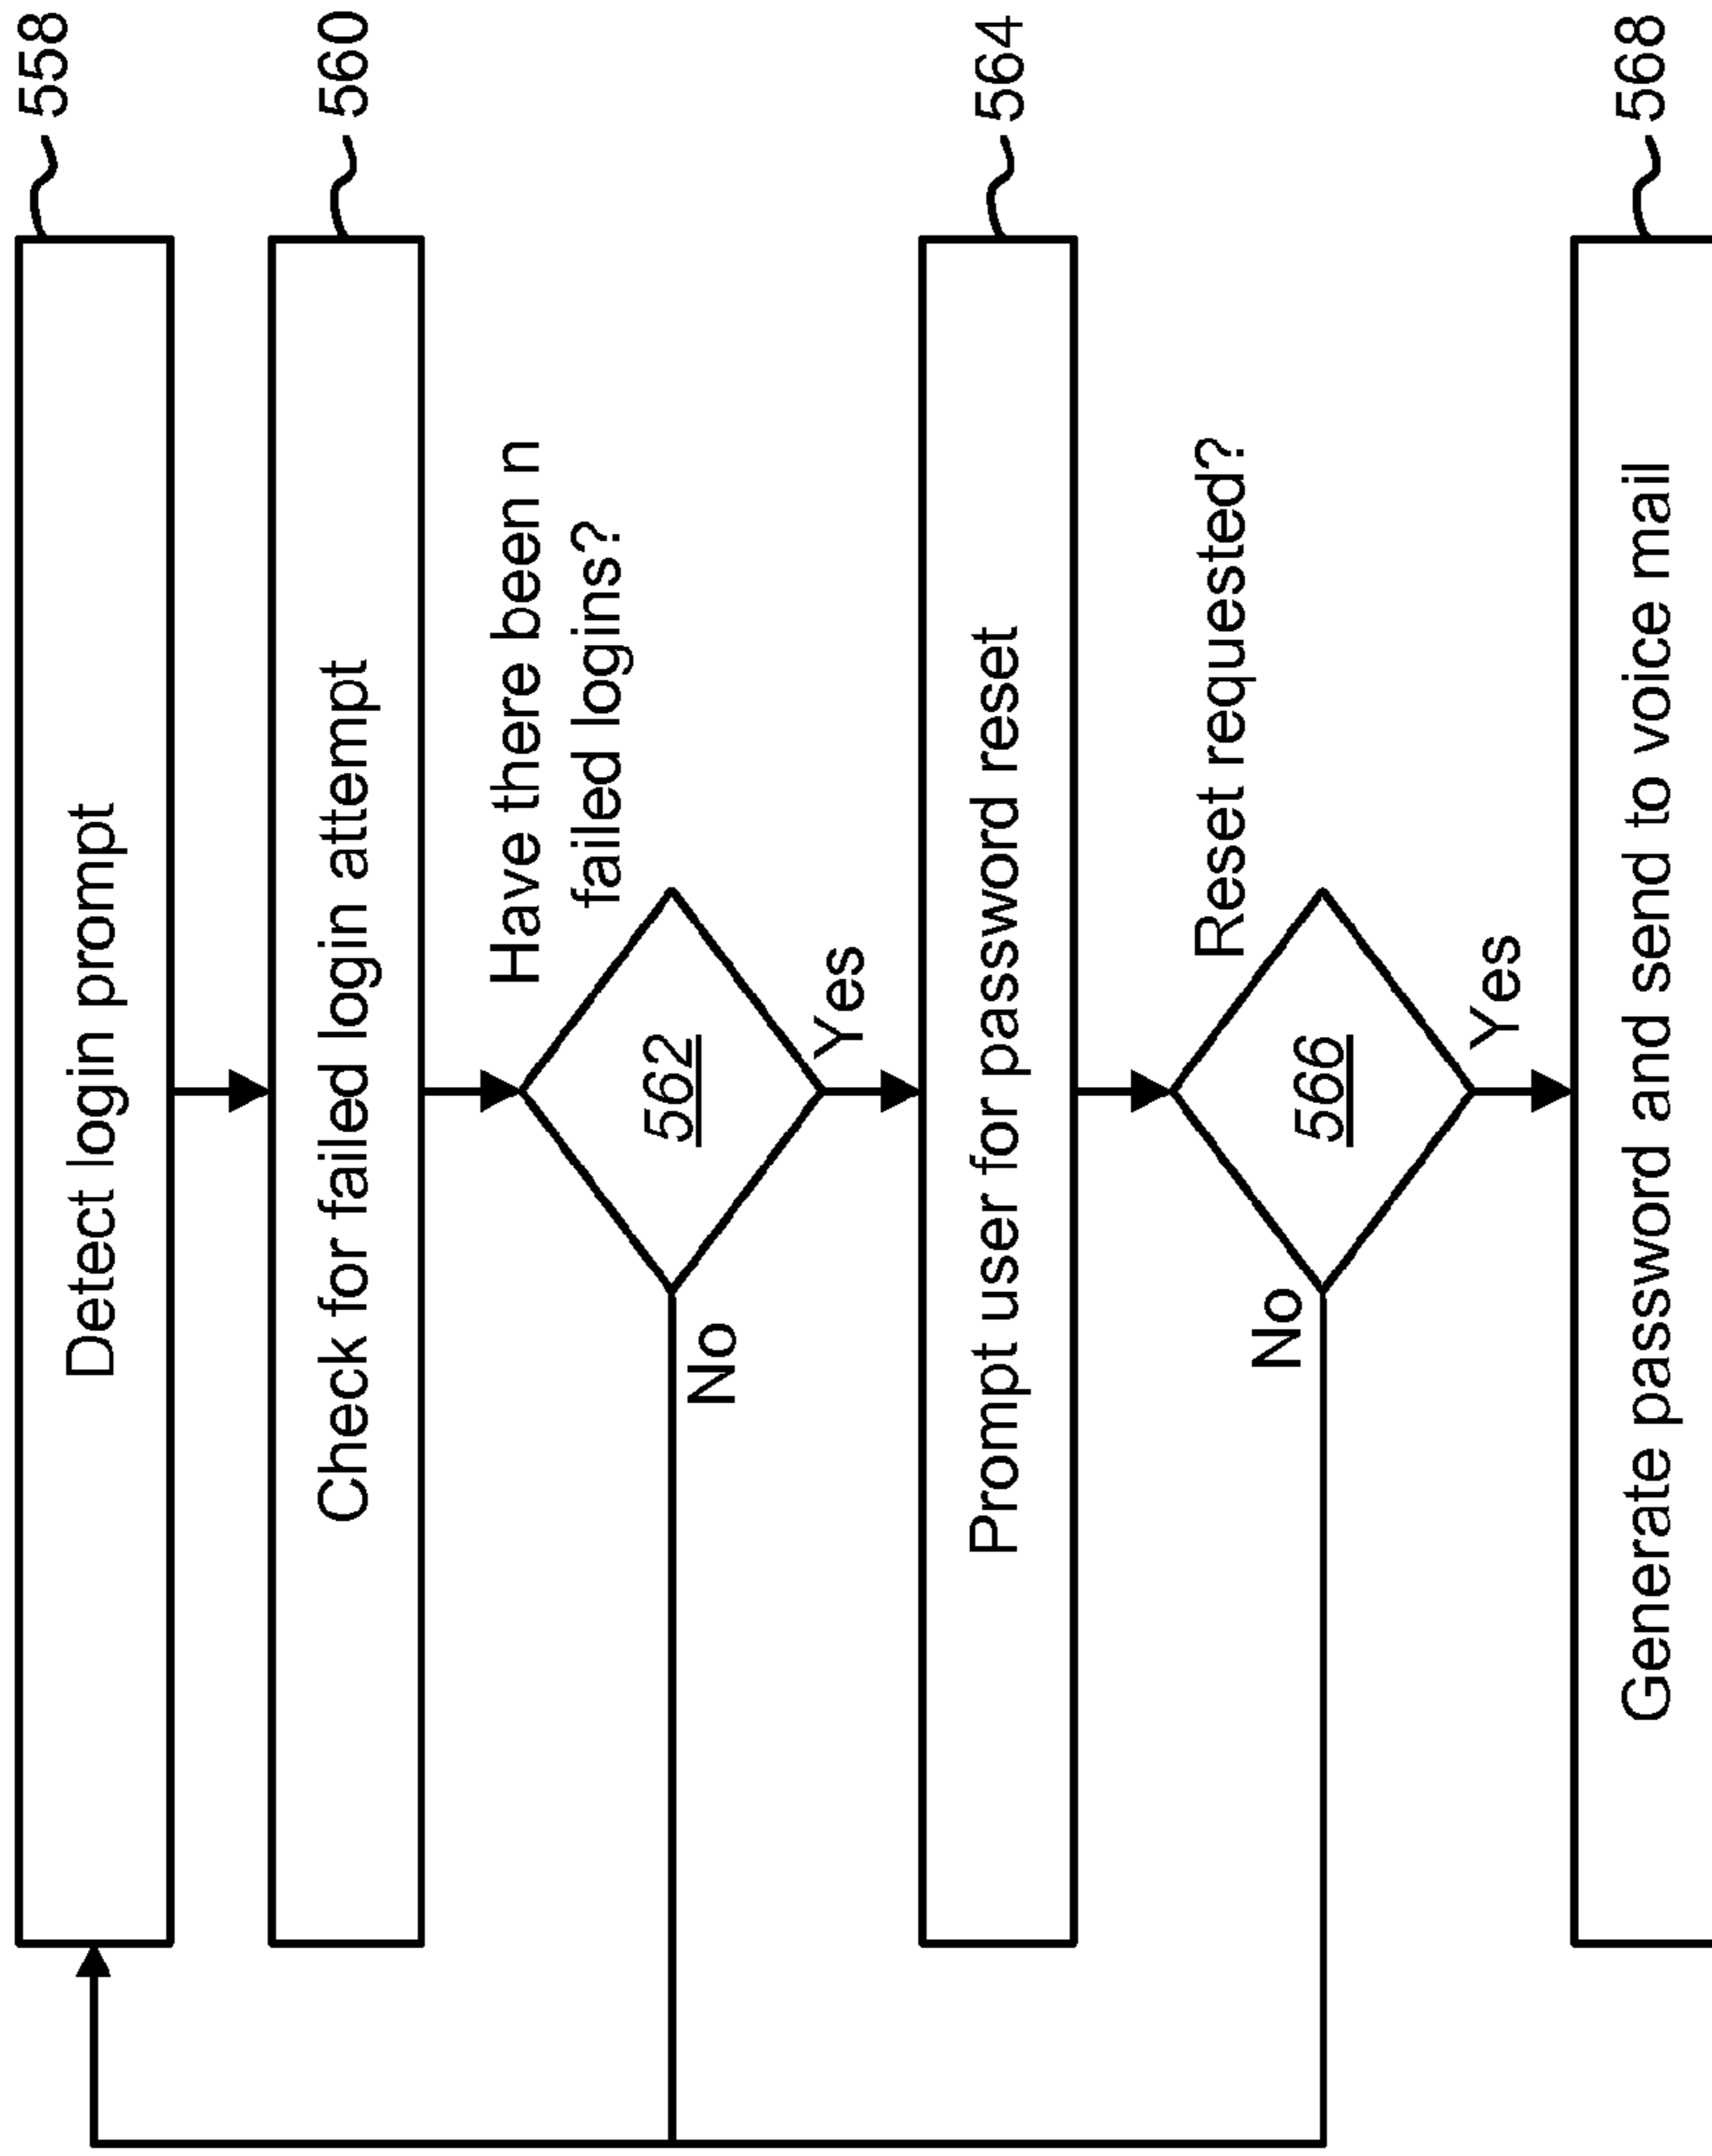 Detect login prompt
558
Check for failed login attempt
560
Have there been n
failed logins?
562
No
Yes
Prompt user for password reset
564
Reset requested?
566
No
Yes
Generate password and send to voice mail
568